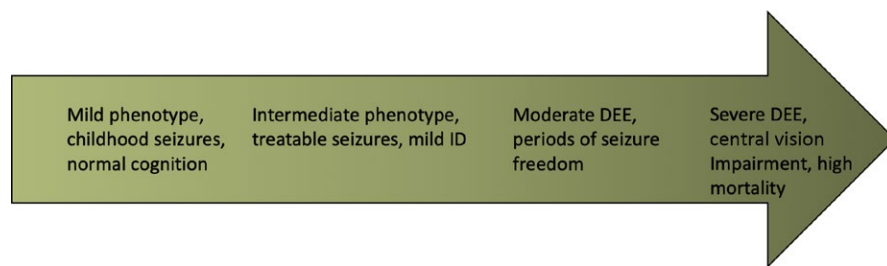 Mild phenotype,
childhood seizures,
normal cognition
Intermediate phenotype,
treatable seizures, mild ID
Moderate DEE,
periods of seizure
freedom
Severe DEE,
central vision
Impairment, high
mortality